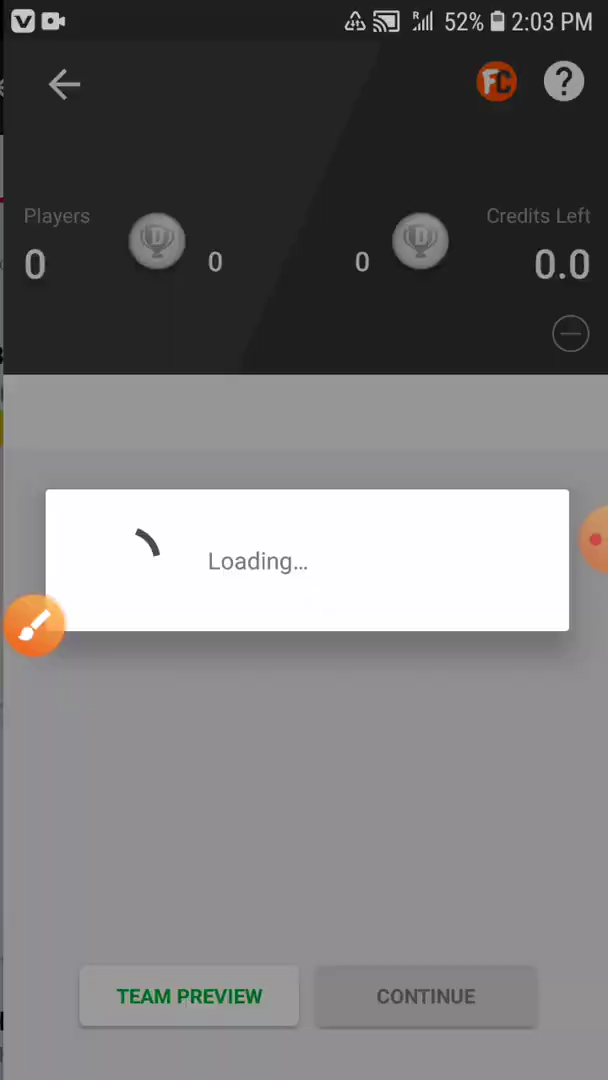 V R 52% 2:03 PM
FC ?
Players Credits Left
0 D 0 0 D 0.0
Loading...
TEAM PREVIEW CONTINUE